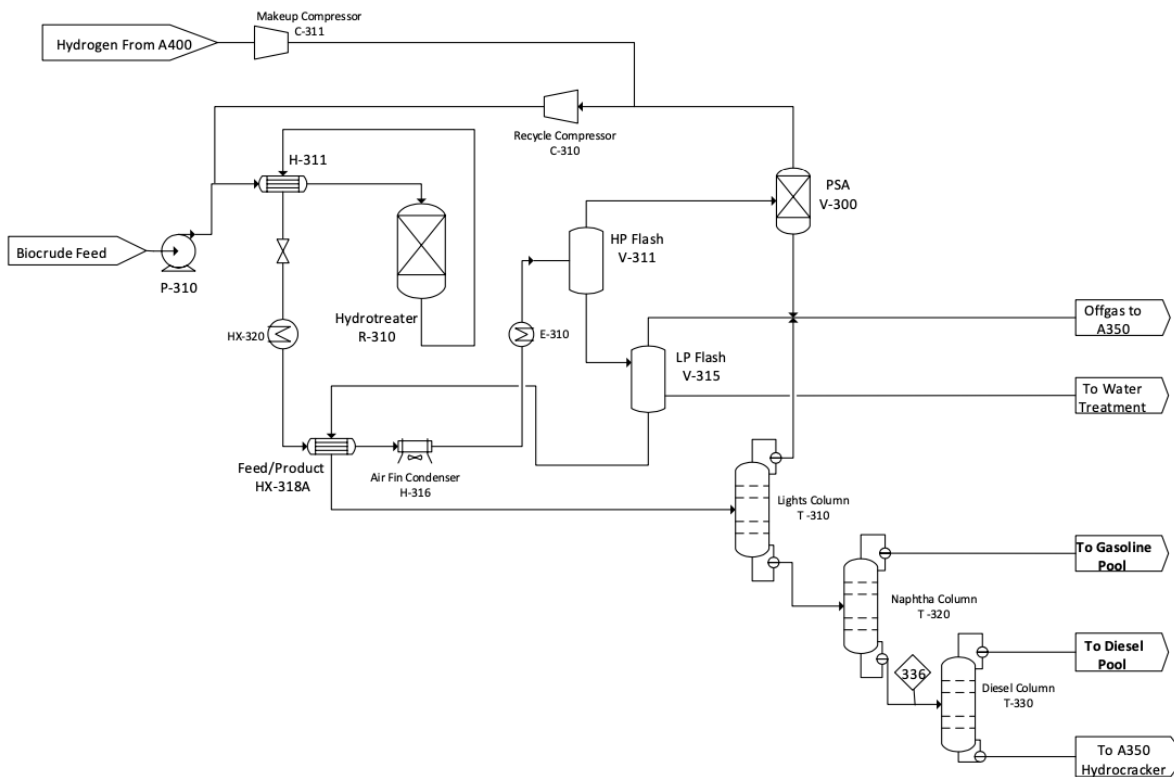 Makeup Compressor
C-311
Hydrogen From A400
Recycle Compressor
C-310
H-311
PSA
V-300
HP Flash
V-311
Biocrude Feed
P-310
Hydrotreater
R-310
HX-320
E-310
Offgas to
A350
LP Flash
V-315
To Water
Treatment
Feed/Product
HX-318A
Air Fin Condenser
H-316
Lights Column
T -310
To Gasoline
Pool
Naphtha Column
T -320
To Diesel
Pool
336
Diesel Column
T-330
To A350
Hydrocracker